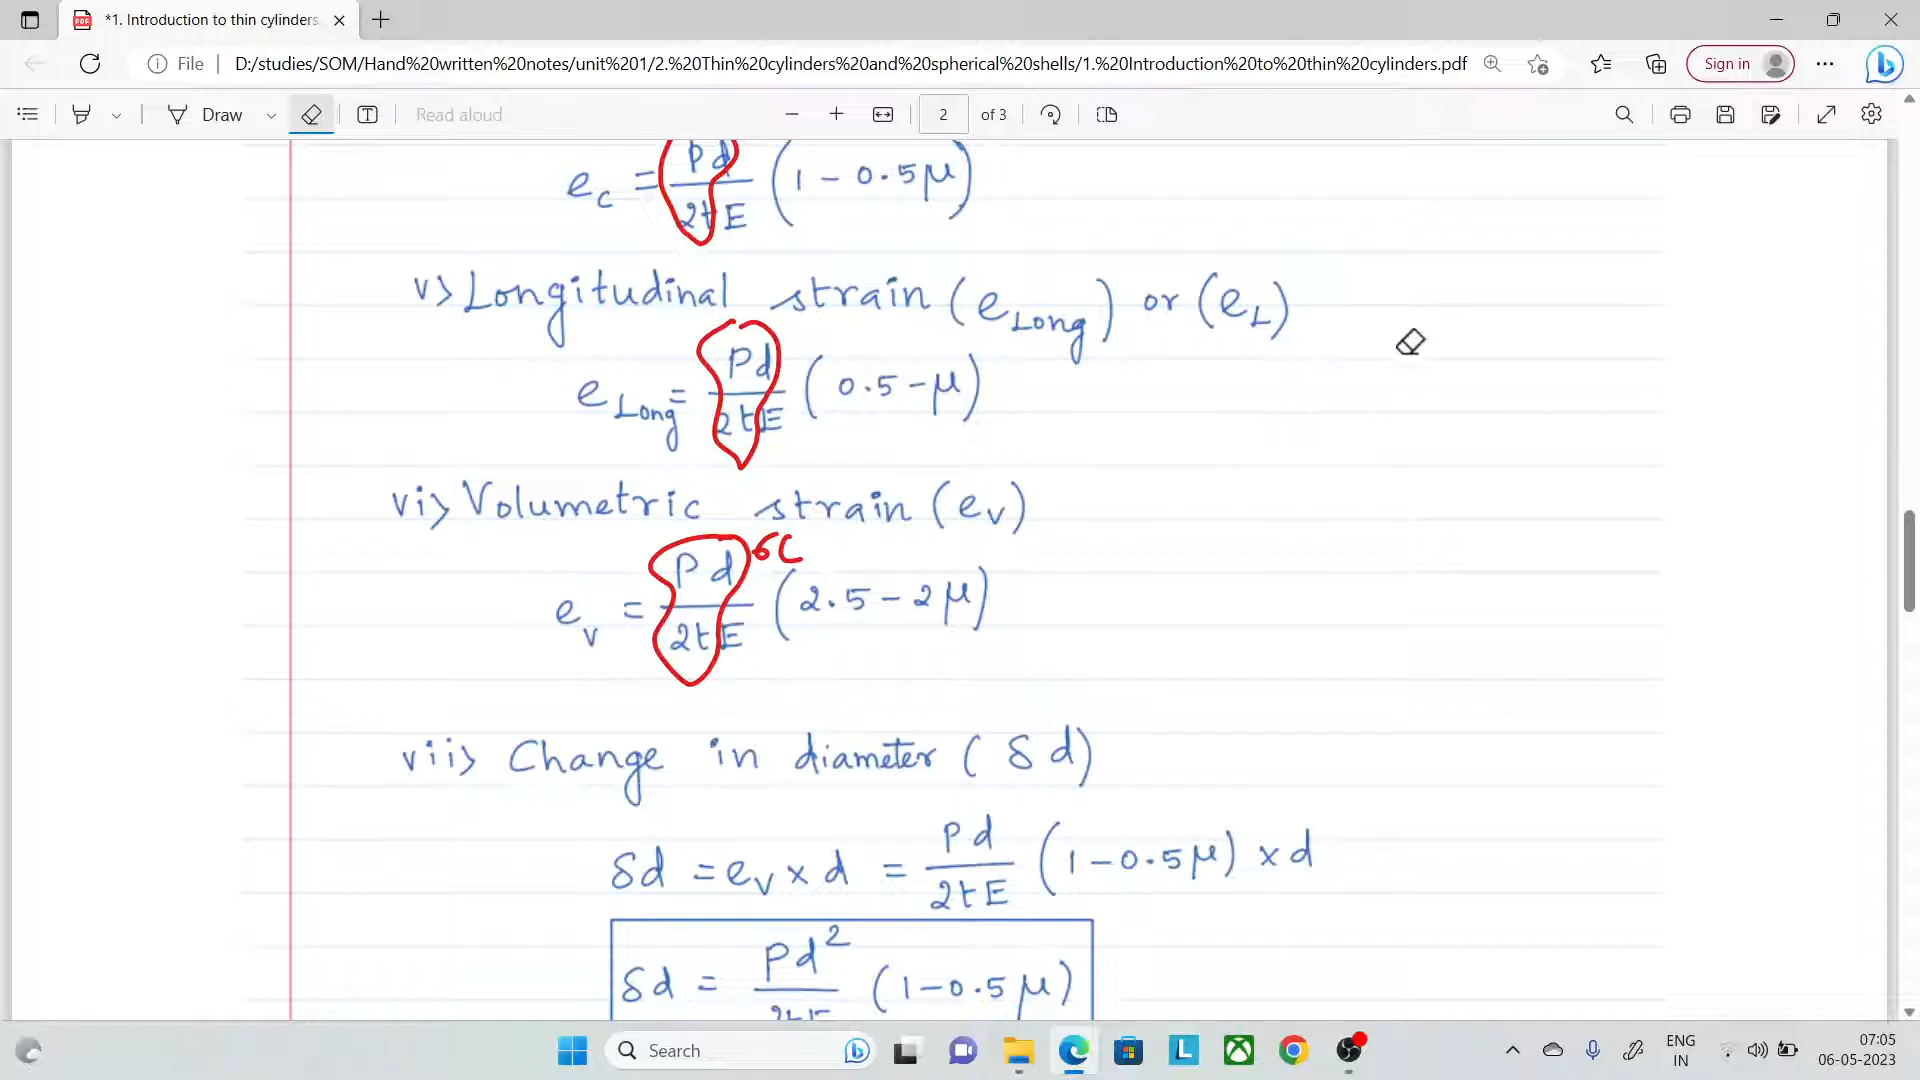 *1. Introduction to thin cylinders.
File D:/studies/SOM/Hand%20written%20notes/unit%201/2.%20Thin%20cylinders%20and%20spherical%20shells/1.%20Introduction%20to%20thin%20cylinders.pdf Sign in
Draw Read aloud 2 of 3
e_c = Pd/2tE (1 - 0.5μ)
v) Longitudinal strain (e_Long) or (e_L)
e_Long = Pd/2tE (0.5 - μ)
vi) Volumetric strain (e_v)
σc
e_v = Pd/2tE (2.5 - 2μ)
vii) Change in diameter (δd)
δd = e_v × d = Pd/2tE (1 - 0.5μ) × d
δd = Pd²/2tE (1 - 0.5μ)
Search
ENG
IN
07:05
06-05-2023